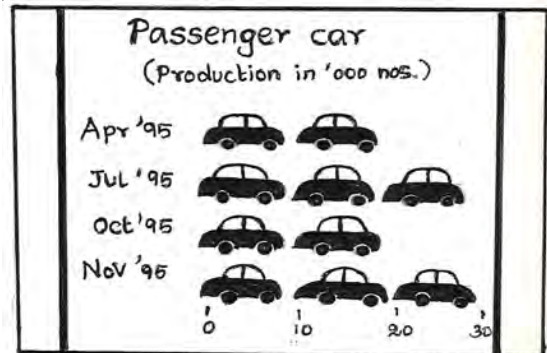 Passenger car
(Production in '000 nos.)
Apr '95
Jul '95
Oct '95
Nov '95
0 10 20 30